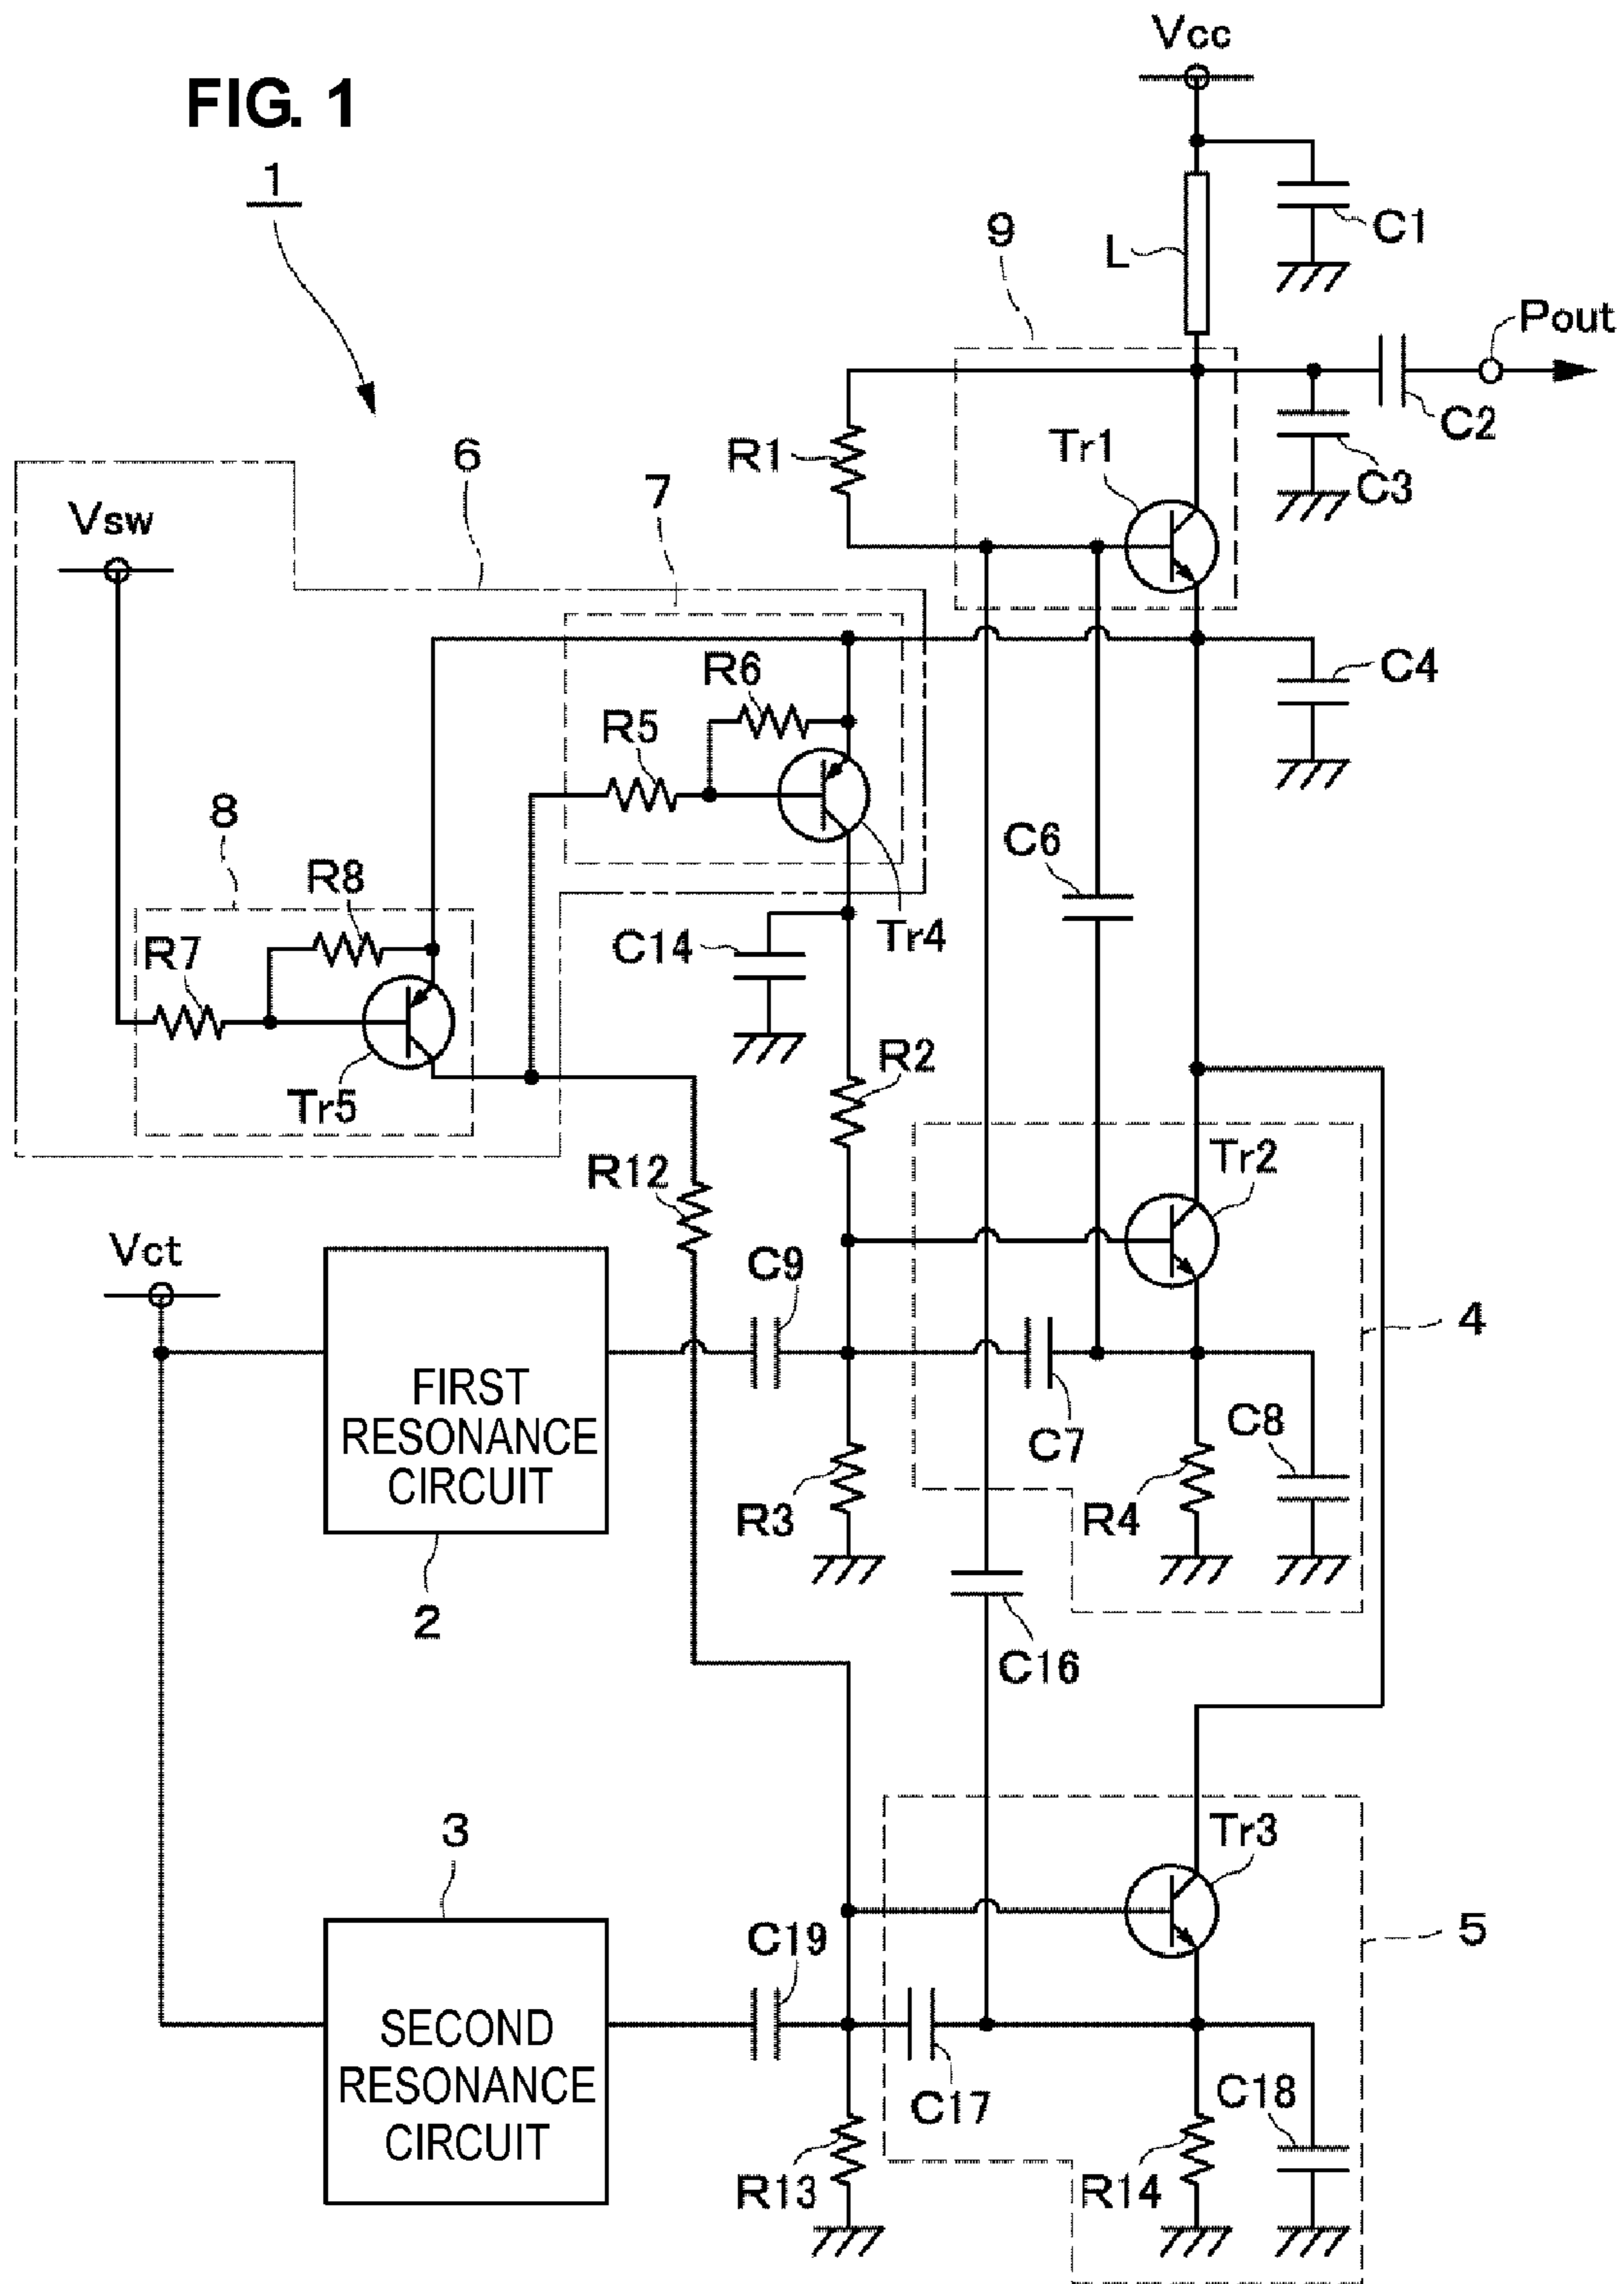 Vcc
FIG. 1
1
9
L
C1
Pout
C2
R1
Tr1
C3
6
7
Vsw
R6
C4
R5
8
C6
R8
Tr4
C14
R7
R2
Tr5
Tr2
R12
Vct
C9
4
FIRST
RESONANCE
CIRCUIT
C7
C8
R3
R4
2
C16
3
Tr3
5
C19
SECOND
RESONANCE
CIRCUIT
C17
C18
R13
R14